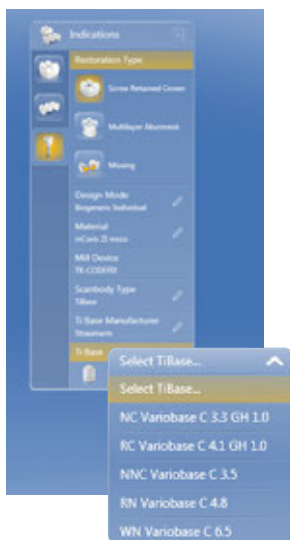 Indications
Restoration Type
Screw Retained Crown
Multilayer Abutment
Missing
Design Mode
Biogeneric Individual
Material
inCoris ZI meso
Mill Device
Scanbody Type
TiBase
Ti Base Manufacturer
Straumann
Ti Base
Select TiBase...
Select TiBase...
NC Variobase C 3.3 GH 1.0
RC Variobase C 4.1 GH 1.0
NNC Variobase C 3.5
RN Variobase C 4.8
WN Variobase C 6.5